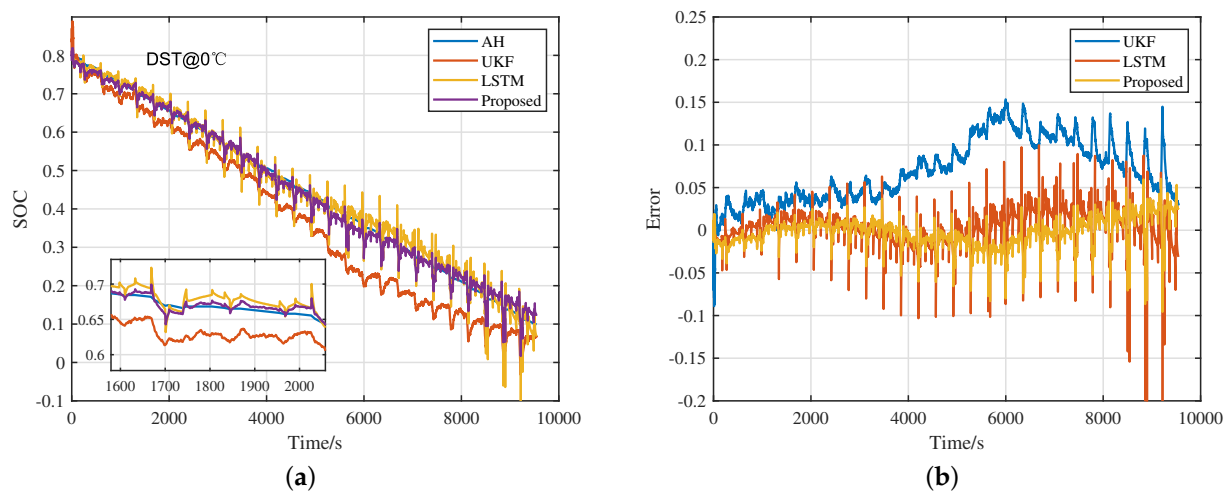 DST@0℃
AH
UKF
LSTM
Proposed
SOC
0.8
0.7
0.6
0.5
0.4
0.3
0.2
0.1
0
-0.1
0.7
0.65
0.6
1600 1700 1800 1900 2000
0 2000 4000 6000 8000 10000
Time/s
(a)
UKF
LSTM
Proposed
Error
0.25
0.2
0.15
0.1
0.05
0
-0.05
-0.1
-0.15
-0.2
0 2000 4000 6000 8000 10000
Time/s
(b)